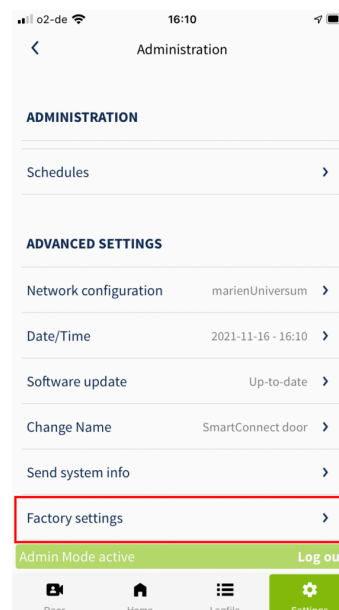 o2-de 16:10
Administration
ADMINISTRATION
Schedules
ADVANCED SETTINGS
Network configuration marienUniversum
Date/Time 2021-11-16 - 16:10
Software update Up-to-date
Change Name SmartConnect door
Send system info
Factory settings
Admin Mode active Log ou
Door Home Logfile Settings